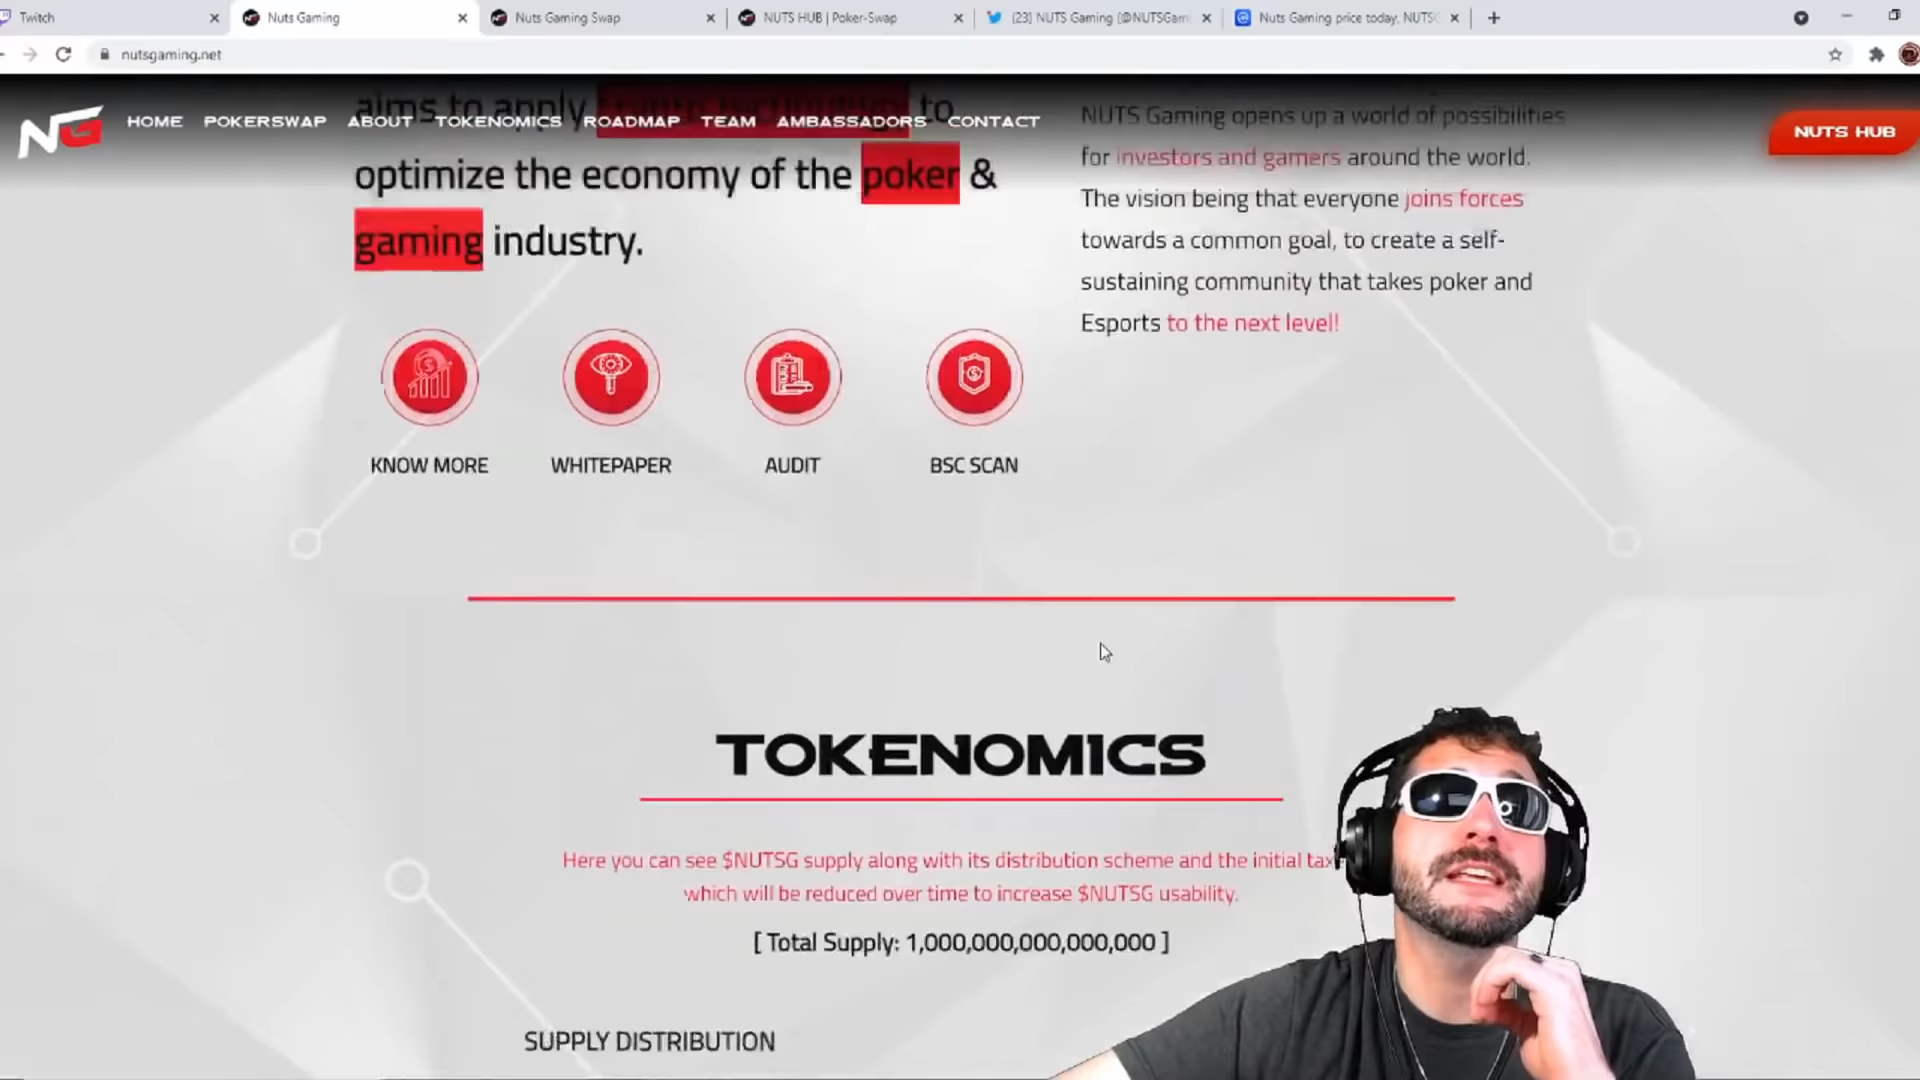 Twitch
Nuts Gaming
Nuts Gaming Swap
NUTS HUB | Poker-Swap
(23) NUTS Gaming (@NUTSGam
Nuts Gaming price today, NUTSG
nutsgaming.net
NG
HOME
POKERSWAP
ABOUT
TOKENOMICS
ROADMAP
TEAM
AMBASSADORS
CONTACT
NUTS HUB
aims to apply to
optimize the economy of the poker &
gaming industry.
NUTS Gaming opens up a world of possibilities
for investors and gamers around the world.
The vision being that everyone joins forces
towards a common goal, to create a self-
sustaining community that takes poker and
Esports to the next level!
KNOW MORE
WHITEPAPER
AUDIT
BSC SCAN
TOKENOMICS
Here you can see $NUTSG supply along with its distribution scheme and the initial tax
which will be reduced over time to increase $NUTSG usability.
[ Total Supply: 1,000,000,000,000,000 ]
SUPPLY DISTRIBUTION